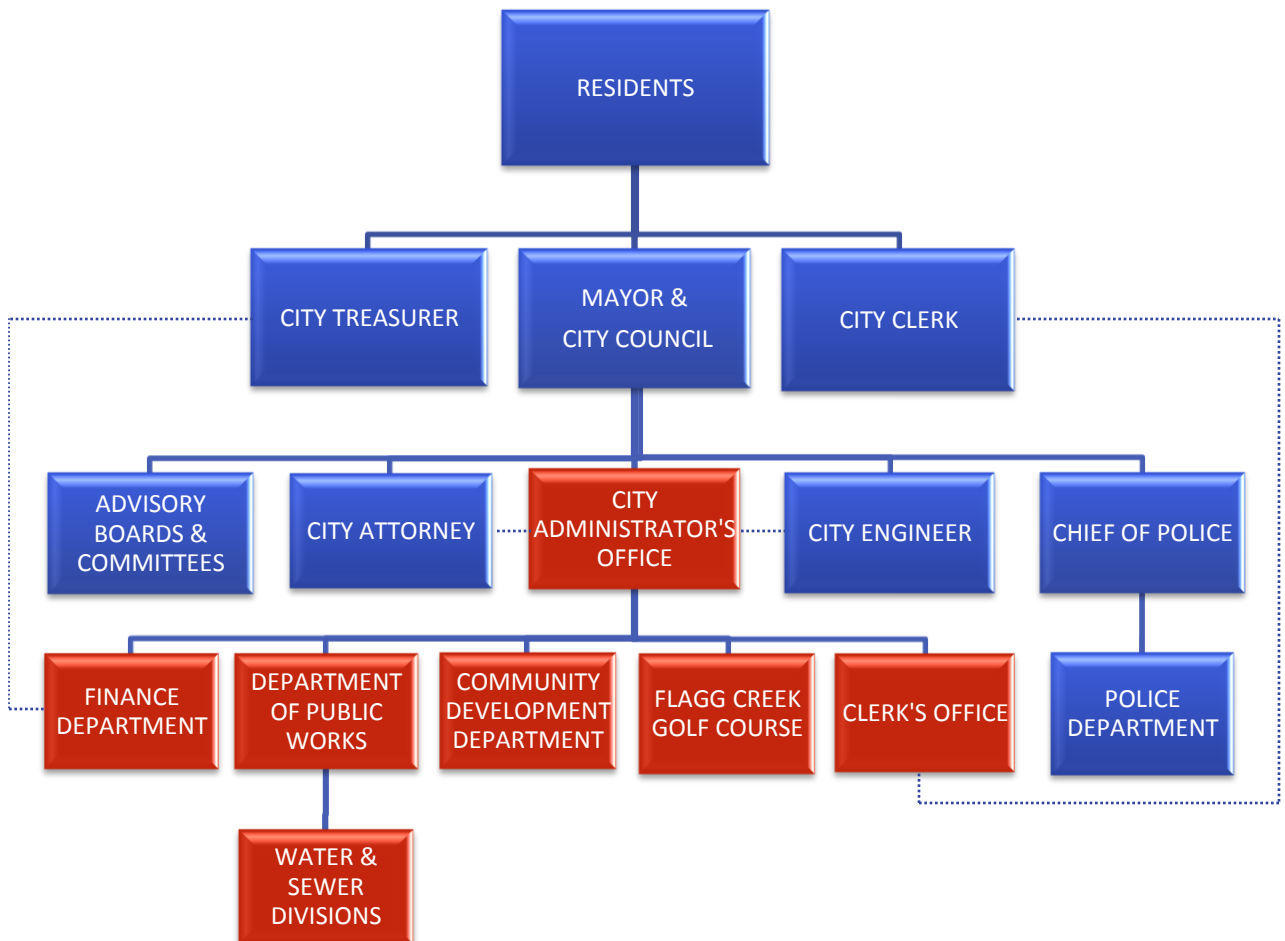 RESIDENTS
CITY TREASURER
MAYOR &
CITY COUNCIL
CITY CLERK
ADVISORY
BOARDS &
COMMITTEES
CITY ATTORNEY
CITY
ADMINISTRATOR'S
OFFICE
CITY ENGINEER
CHIEF OF POLICE
FINANCE
DEPARTMENT
DEPARTMENT
OF PUBLIC
WORKS
COMMUNITY
DEVELOPMENT
DEPARTMENT
FLAGG CREEK
GOLF COURSE
CLERK'S OFFICE
POLICE
DEPARTMENT
WATER &
SEWER
DIVISIONS